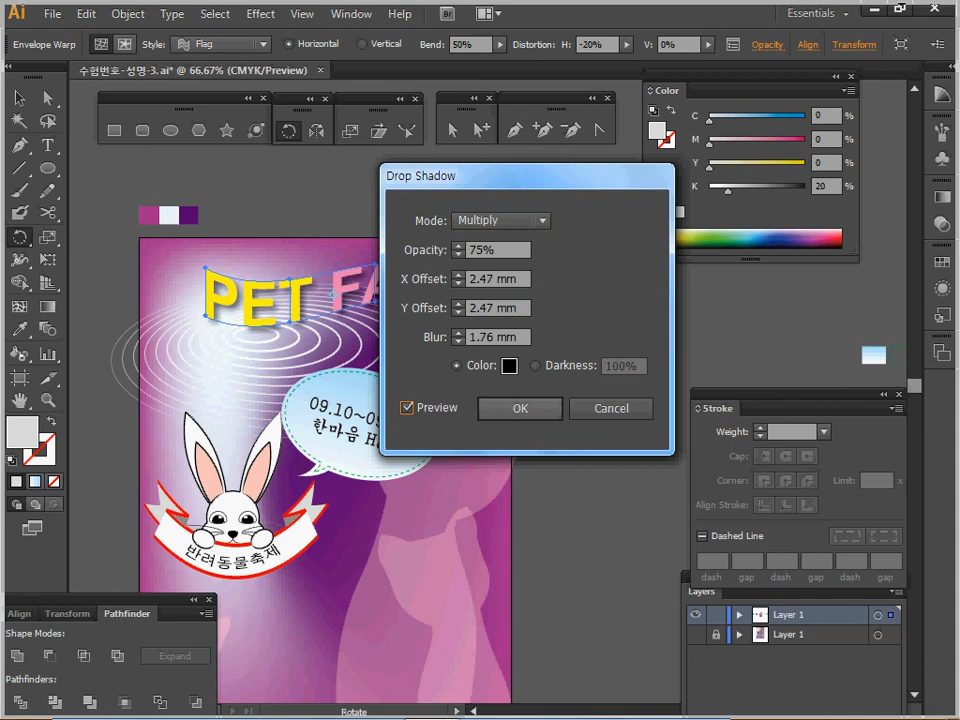 Ai File Edit Object Type Select Effect View Window Help Br Essentials
Envelope Warp Style: Flag Horizontal Vertical Bend: 50% Distortion: H: -20% V: 0% Opacity Align Transform
수험번호-성명-3.ai* @ 66.67% (CMYK/Preview)
Color
C 0 %
M 0 %
Y 0 %
K 20 %
Drop Shadow
Mode: Multiply
Opacity: 75%
X Offset: 2.47 mm
Y Offset: 2.47 mm
Blur: 1.76 mm
Color: Darkness: 100%
Preview OK Cancel
PET FA
09.10~0
한마음 H
반려동물축제
Stroke
Weight:
Cap:
Corner: Limit: x
Align Stroke:
Dashed Line
dash gap dash gap dash gap
Layers
Layer 1
Layer 1
Align Transform Pathfinder
Shape Modes:
Expand
Pathfinders:
Rotate